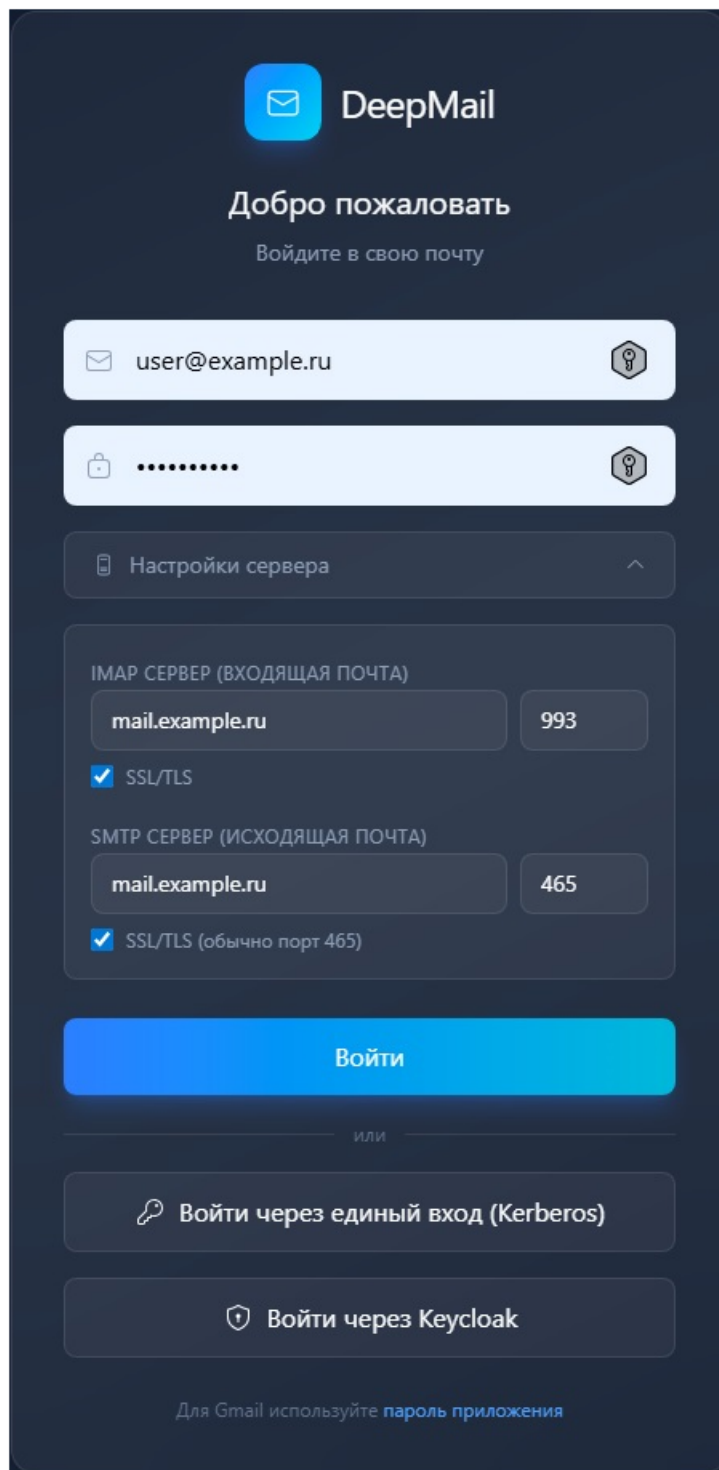 DeepMail
Добро пожаловать
Войдите в свою почту
user@example.ru
••••••••••
Настройки сервера
IMAP СЕРВЕР (ВХОДЯЩАЯ ПОЧТА)
mail.example.ru 993
SSL/TLS
SMTP СЕРВЕР (ИСХОДЯЩАЯ ПОЧТА)
mail.example.ru 465
SSL/TLS (обычно порт 465)
Войти
или
Войти через единый вход (Kerberos)
Войти через Keycloak
Для Gmail используйте пароль приложения